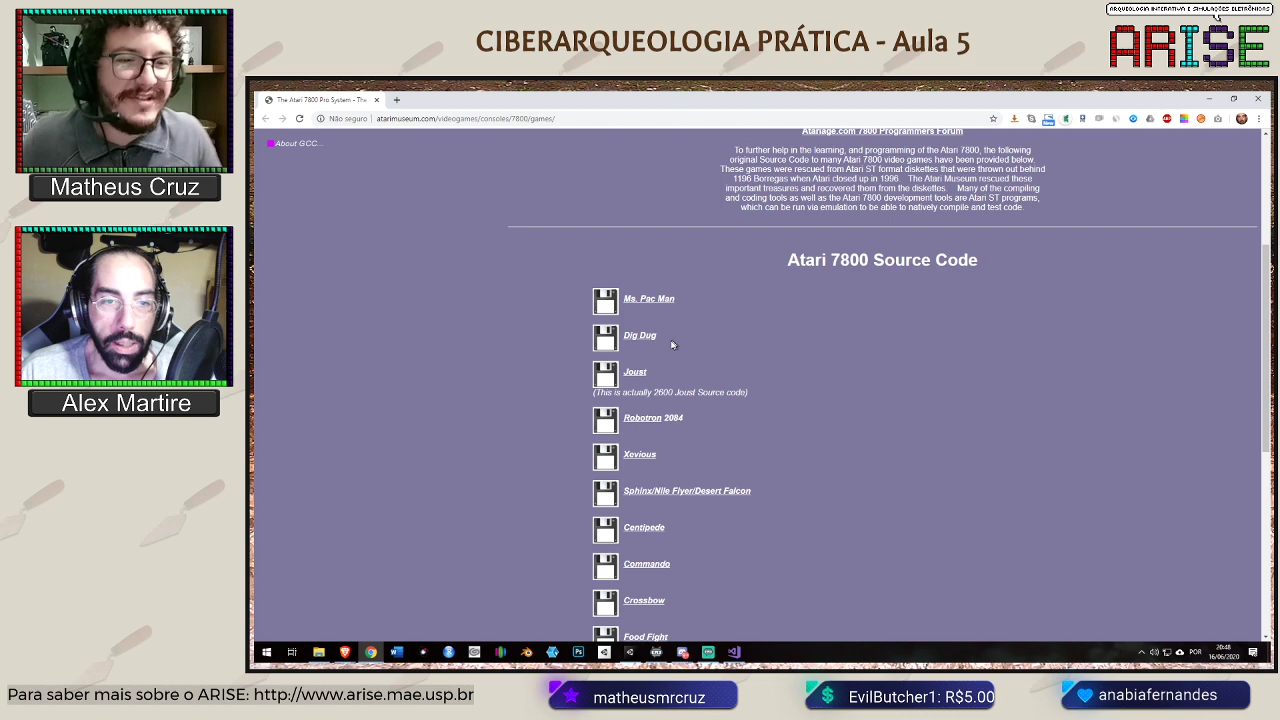 ARQUEOLOGIA INTERATIVA E SIMULAÇÕES ELETRÔNICAS
ARISE
CIBERARQUEOLOGIA PRÁTICA - Aula 5
Matheus Cruz
Alex Martire
The Atari 7800 Pro System - The
Não seguro
atarimuseum.com/videogames/consoles/7800/games/
About GCC...
Atariage.com 7800 Programmers Forum
To further help in the learning, and programming of the Atari 7800, the following
original Source Code to many Atari 7800 video games have been provided below.
These games were rescued from Atari ST format diskettes that were thrown out behind
1196 Borregas when Atari closed up in 1996. The Atari Museum rescued these
important treasures and recovered them from the diskettes. Many of the compiling
and coding tools as well as the Atari 7800 development tools are Atari ST programs,
which can be run via emulation to be able to natively compile and test code.
Atari 7800 Source Code
Ms. Pac Man
Dig Dug
Joust
(This is actually 2600 Joust Source code)
Robotron 2084
Xevious
Sphinx/Nile Flyer/Desert Falcon
Centipede
Commando
Crossbow
Food Fight
POR
20:48
16/06/2020
Para saber mais sobre o ARISE: http://www.arise.mae.usp.br
matheusmrcruz
EvilButcher1: R$5.00
anabiafernandes